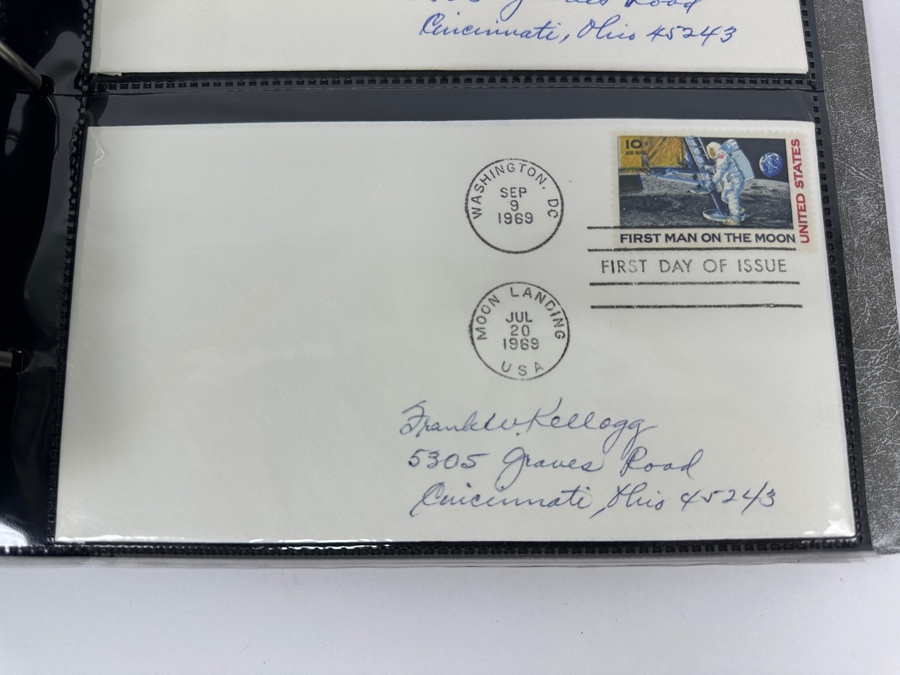 Road
Cincinnati, Ohio 45243
10¢
AIR MAIL
UNITED STATES
FIRST MAN ON THE MOON
WASHINGTON, DC
SEP
9
1969
FIRST DAY OF ISSUE
MOON LANDING
JUL
20
1969
USA
Frank W. Kellogg
5305 Graves Road
Cincinnati, Ohio 45243